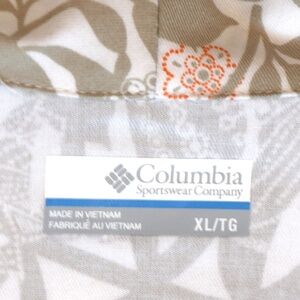 Columbia
Sportswear Company
MADE IN VIETNAM
FABRIQUÉ AU VIETNAM
XL/TG